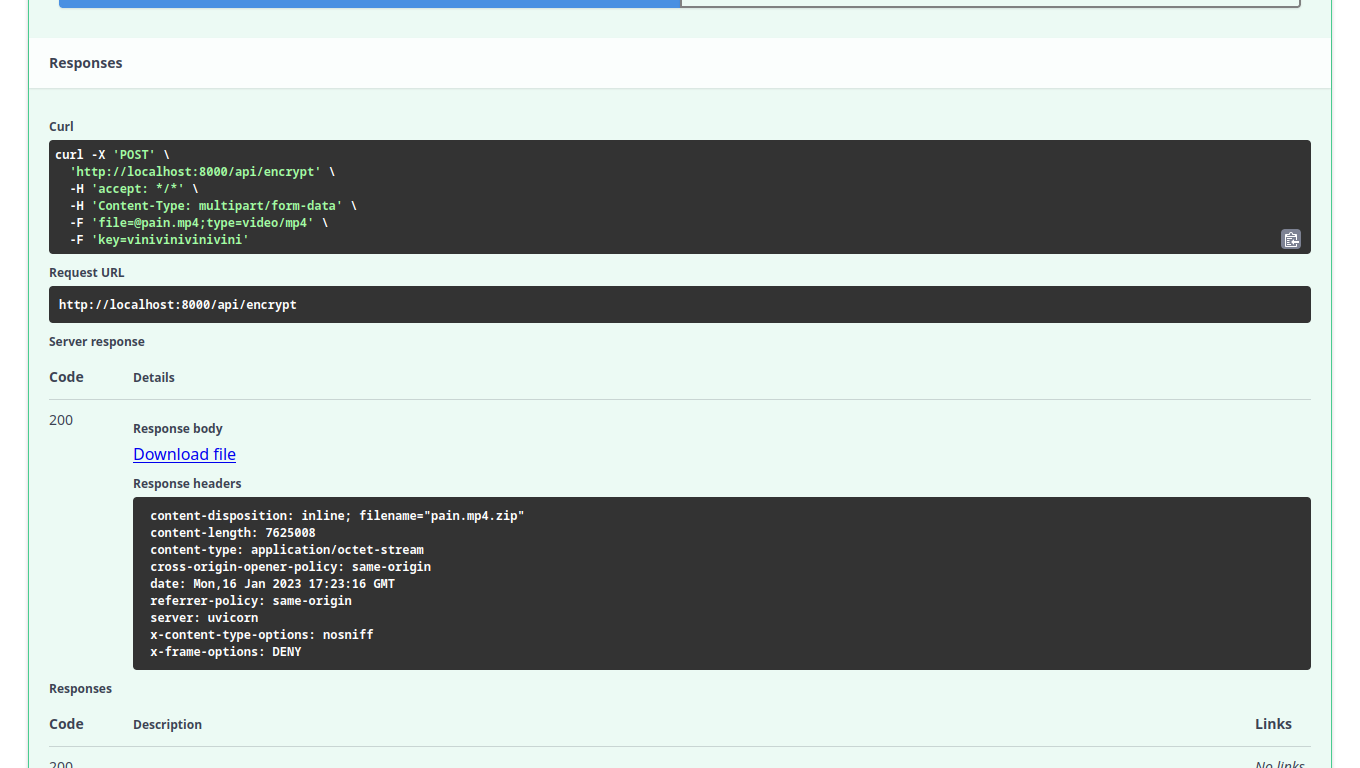 Responses
Curl
curl -X 'POST' \
'http://localhost:8000/api/encrypt' \
-H 'accept: */*' \
-H 'Content-Type: multipart/form-data' \
-F 'file=@pain.mp4;type=video/mp4' \
-F 'key=vinivinivinivini'
Request URL
http://localhost:8000/api/encrypt
Server response
Code Details
200
Response body
Download file
Response headers
content-disposition: inline; filename="pain.mp4.zip"
content-length: 7625008
content-type: application/octet-stream
cross-origin-opener-policy: same-origin
date: Mon,16 Jan 2023 17:23:16 GMT
referrer-policy: same-origin
server: uvicorn
x-content-type-options: nosniff
x-frame-options: DENY
Responses
Code Description Links
200 No links